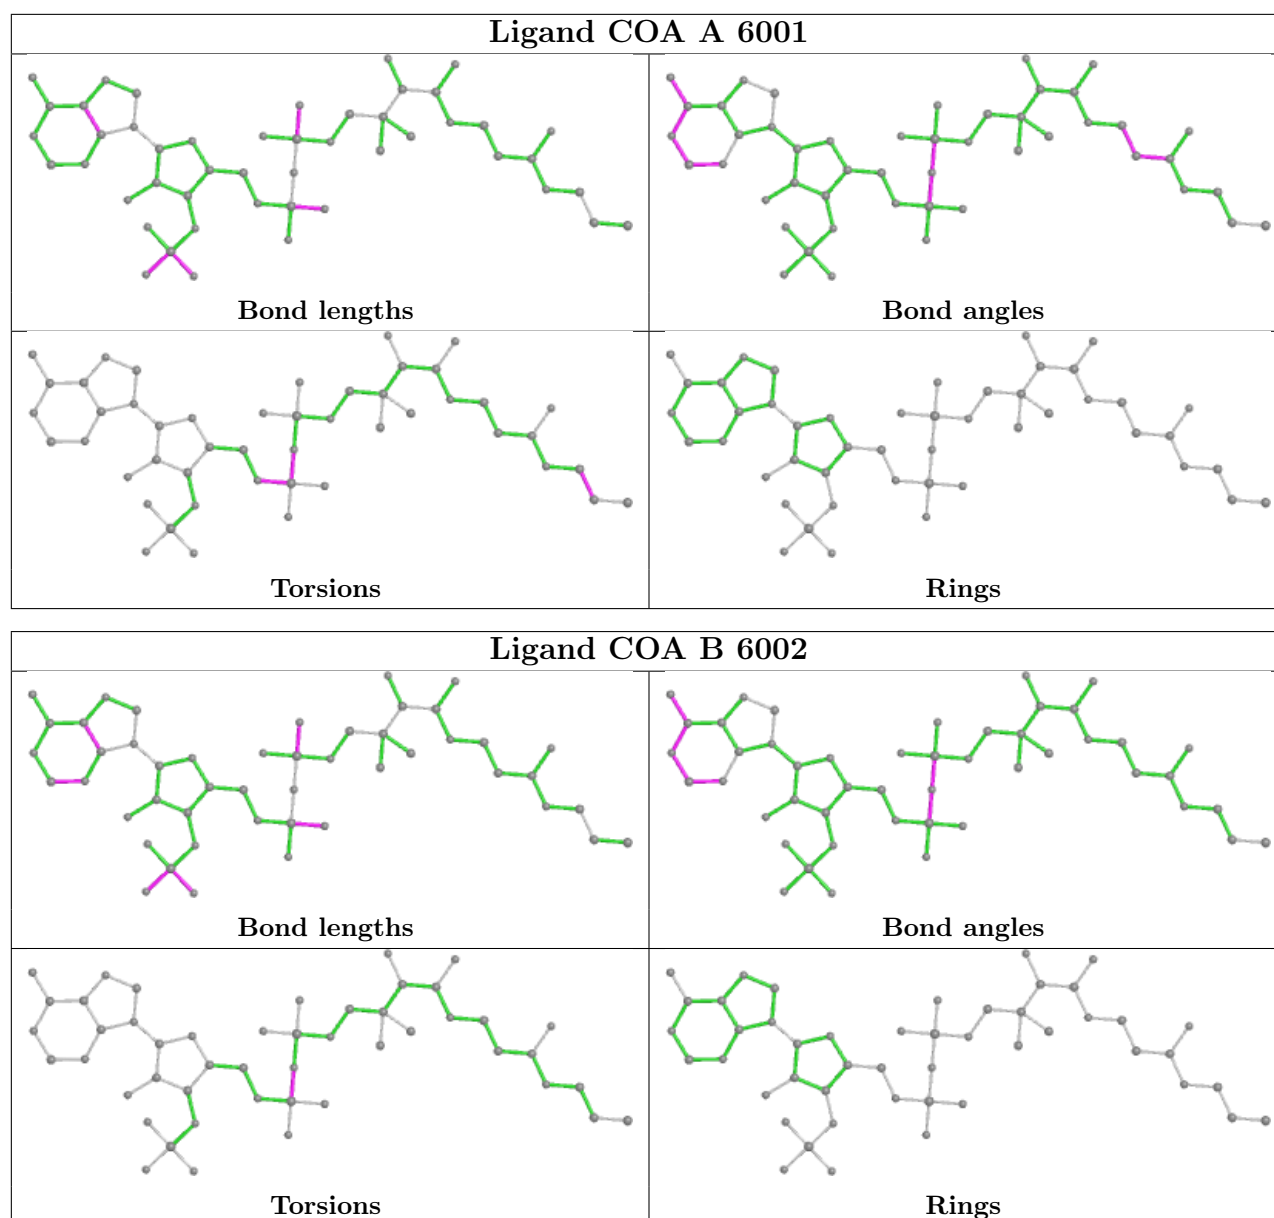 Ligand COA A 6001
Bond lengths
Bond angles
Torsions
Rings
Ligand COA B 6002
Bond lengths
Bond angles
Torsions
Rings